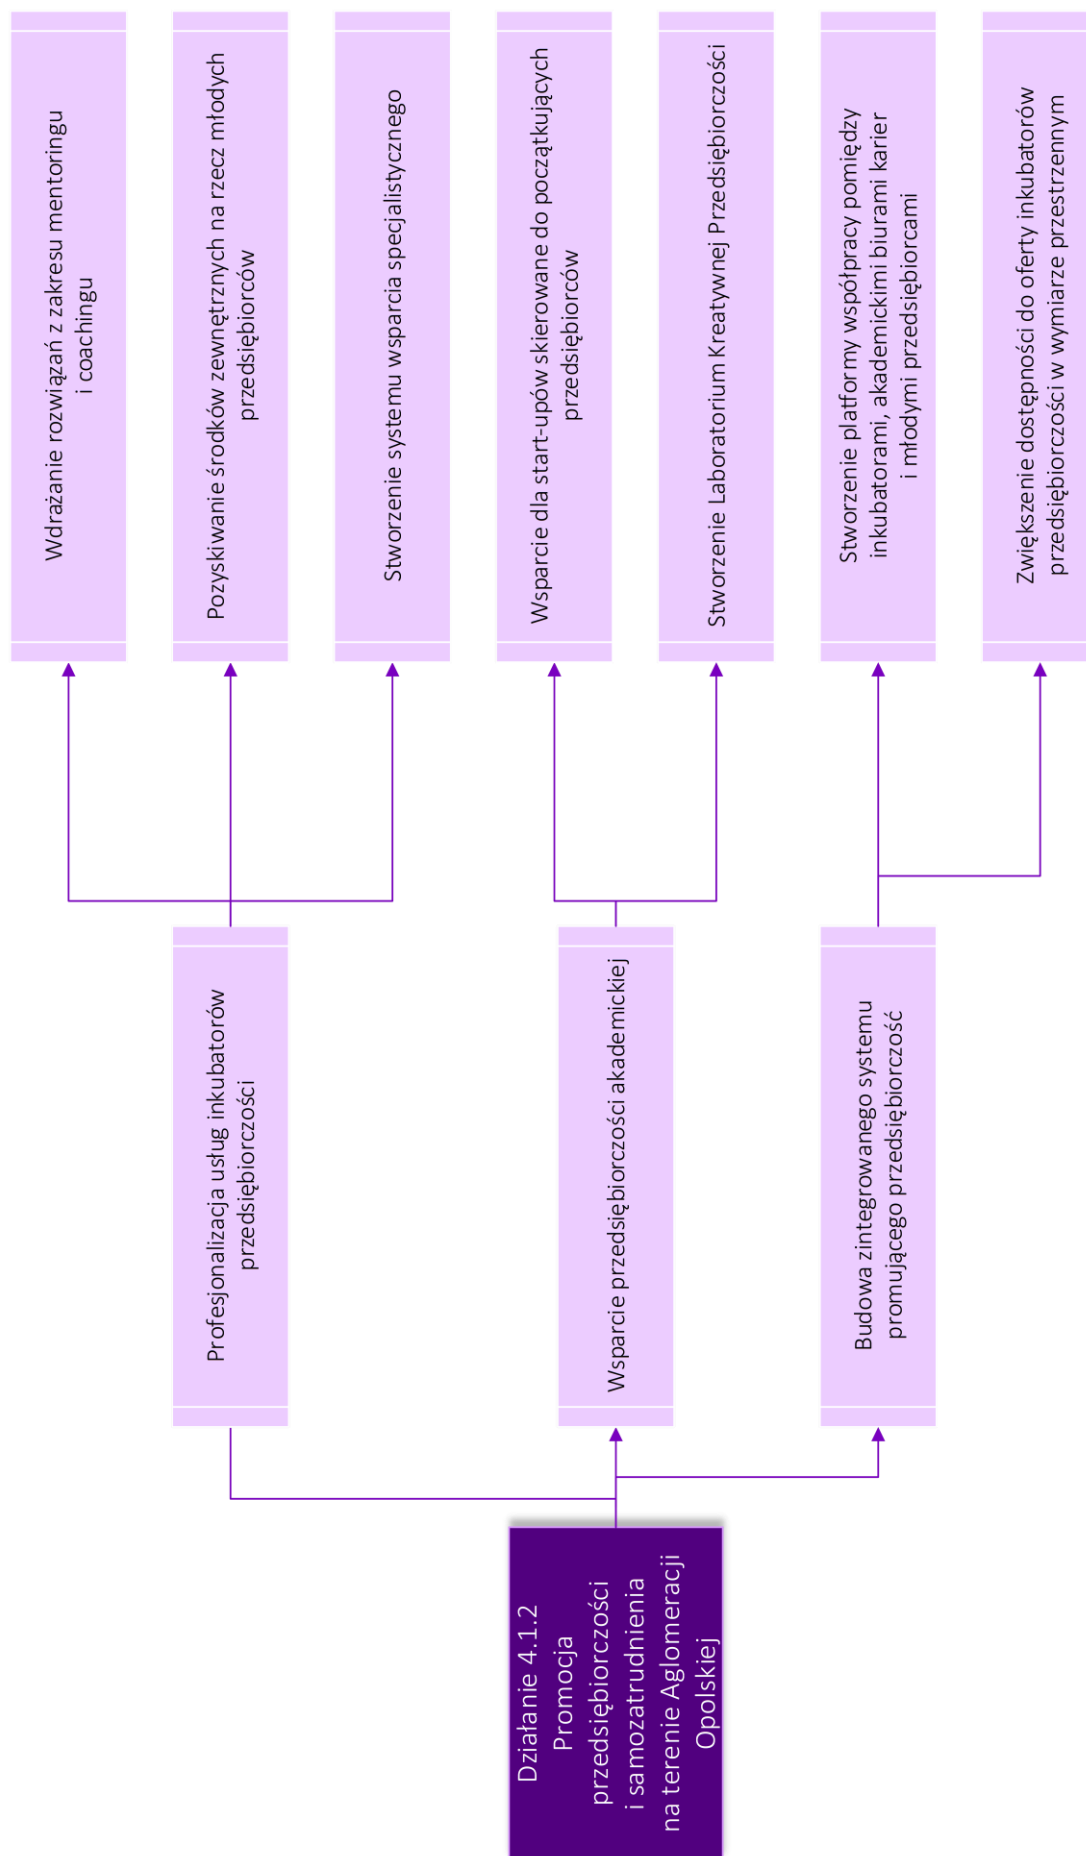 Działanie 4.1.2
Promocja
przedsiębiorczości
i samozatrudnienia
na terenie Aglomeracji
Opolskiej
Profesjonalizacja usług inkubatorów
przedsiębiorczości
Wsparcie przedsiębiorczości akademickiej
Budowa zintegrowanego systemu
promującego przedsiębiorczość
Wdrażanie rozwiązań z zakresu mentoringu
i coachingu
Pozyskiwanie środków zewnętrznych na rzecz młodych
przedsiębiorców
Stworzenie systemu wsparcia specjalistycznego
Wsparcie dla start-upów skierowane do początkujących
przedsiębiorców
Stworzenie Laboratorium Kreatywnej Przedsiębiorczości
Stworzenie platformy współpracy pomiędzy
inkubatorami, akademickimi biurami karier
i młodymi przedsiębiorcami
Zwiększenie dostępności do oferty inkubatorów
przedsiębiorczości w wymiarze przestrzennym